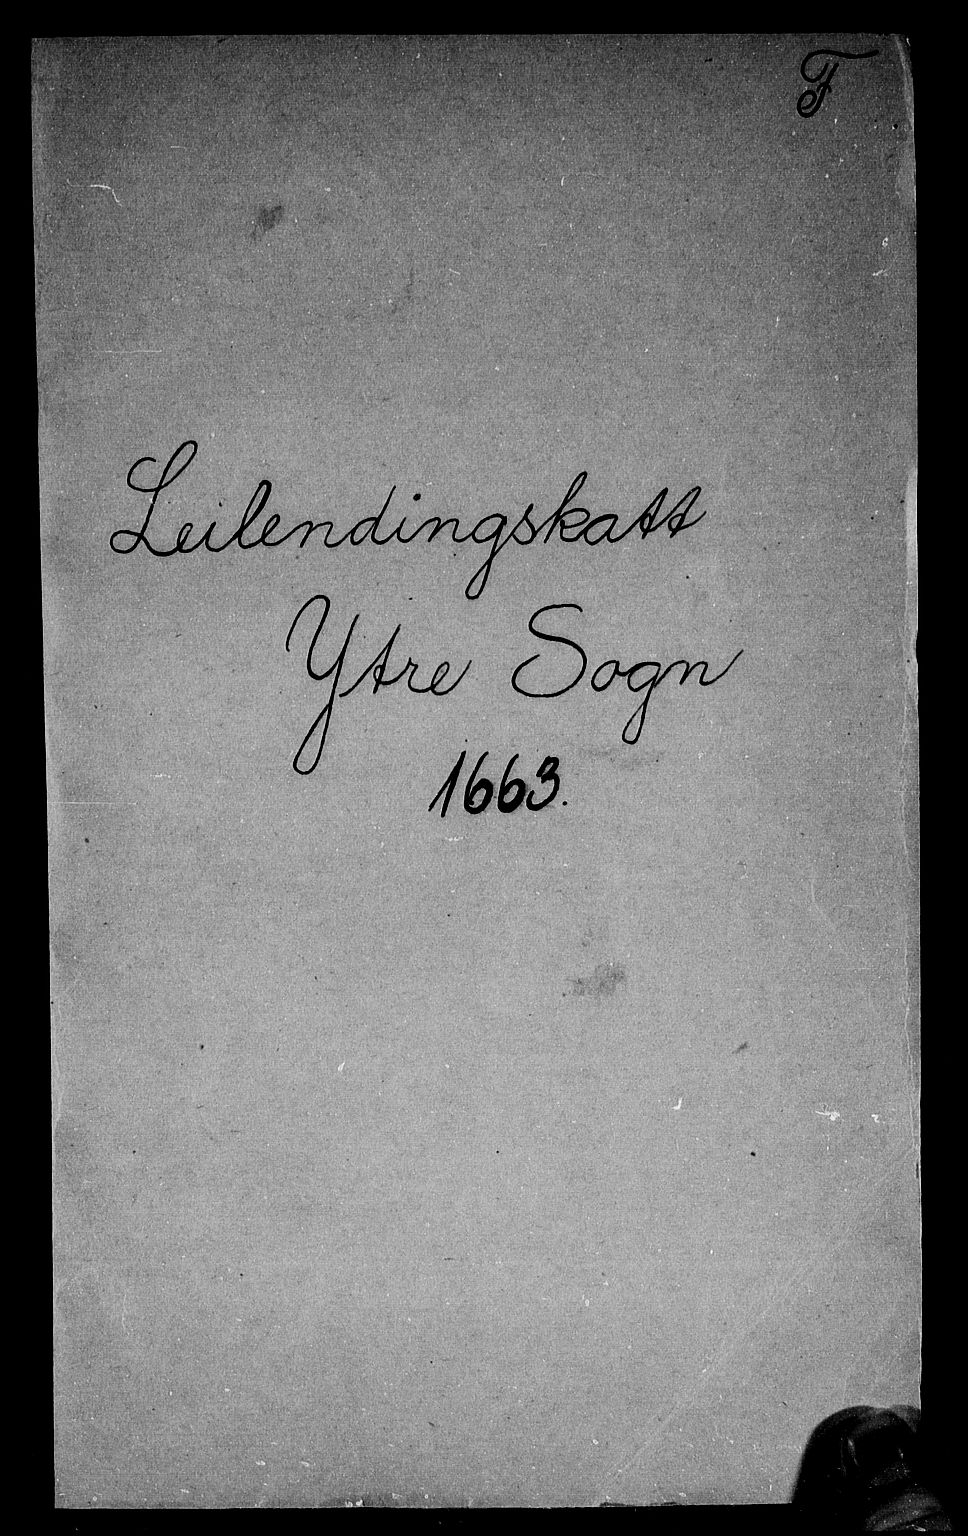 F
Leilendingskatt
Ytre Sogn
1663.